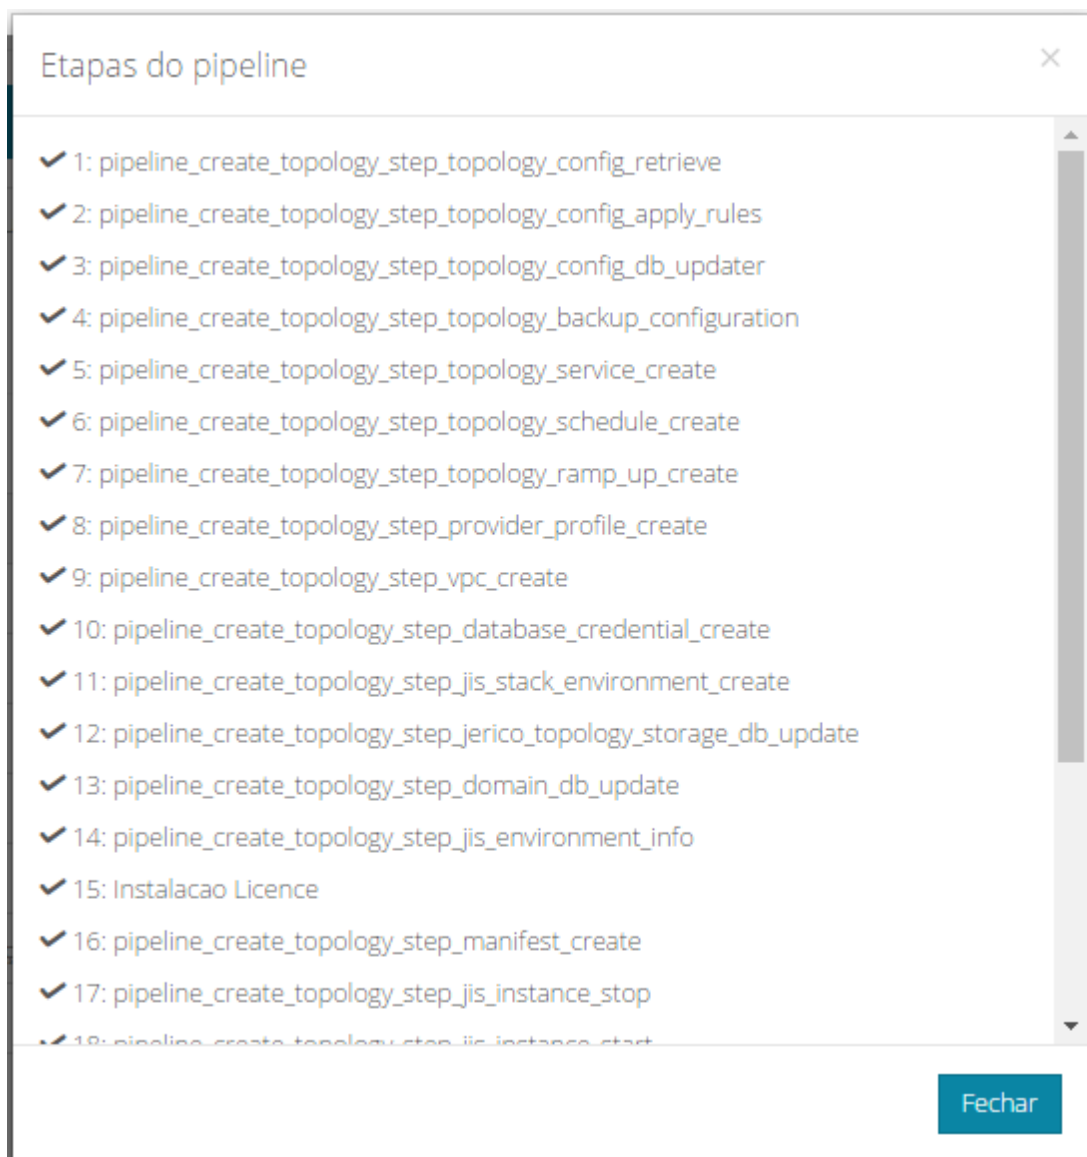 Etapas do pipeline
1: pipeline_create_topology_step_topology_config_retrieve
2: pipeline_create_topology_step_topology_config_apply_rules
3: pipeline_create_topology_step_topology_config_db_updater
4: pipeline_create_topology_step_topology_backup_configuration
5: pipeline_create_topology_step_topology_service_create
6: pipeline_create_topology_step_topology_schedule_create
7: pipeline_create_topology_step_topology_ramp_up_create
8: pipeline_create_topology_step_provider_profile_create
9: pipeline_create_topology_step_vpc_create
10: pipeline_create_topology_step_database_credential_create
11: pipeline_create_topology_step_jis_stack_environment_create
12: pipeline_create_topology_step_jerico_topology_storage_db_update
13: pipeline_create_topology_step_domain_db_update
14: pipeline_create_topology_step_jis_environment_info
15: Instalacao Licence
16: pipeline_create_topology_step_manifest_create
17: pipeline_create_topology_step_jis_instance_stop
18: pipeline_create_topology_step_jis_instance_start
Fechar